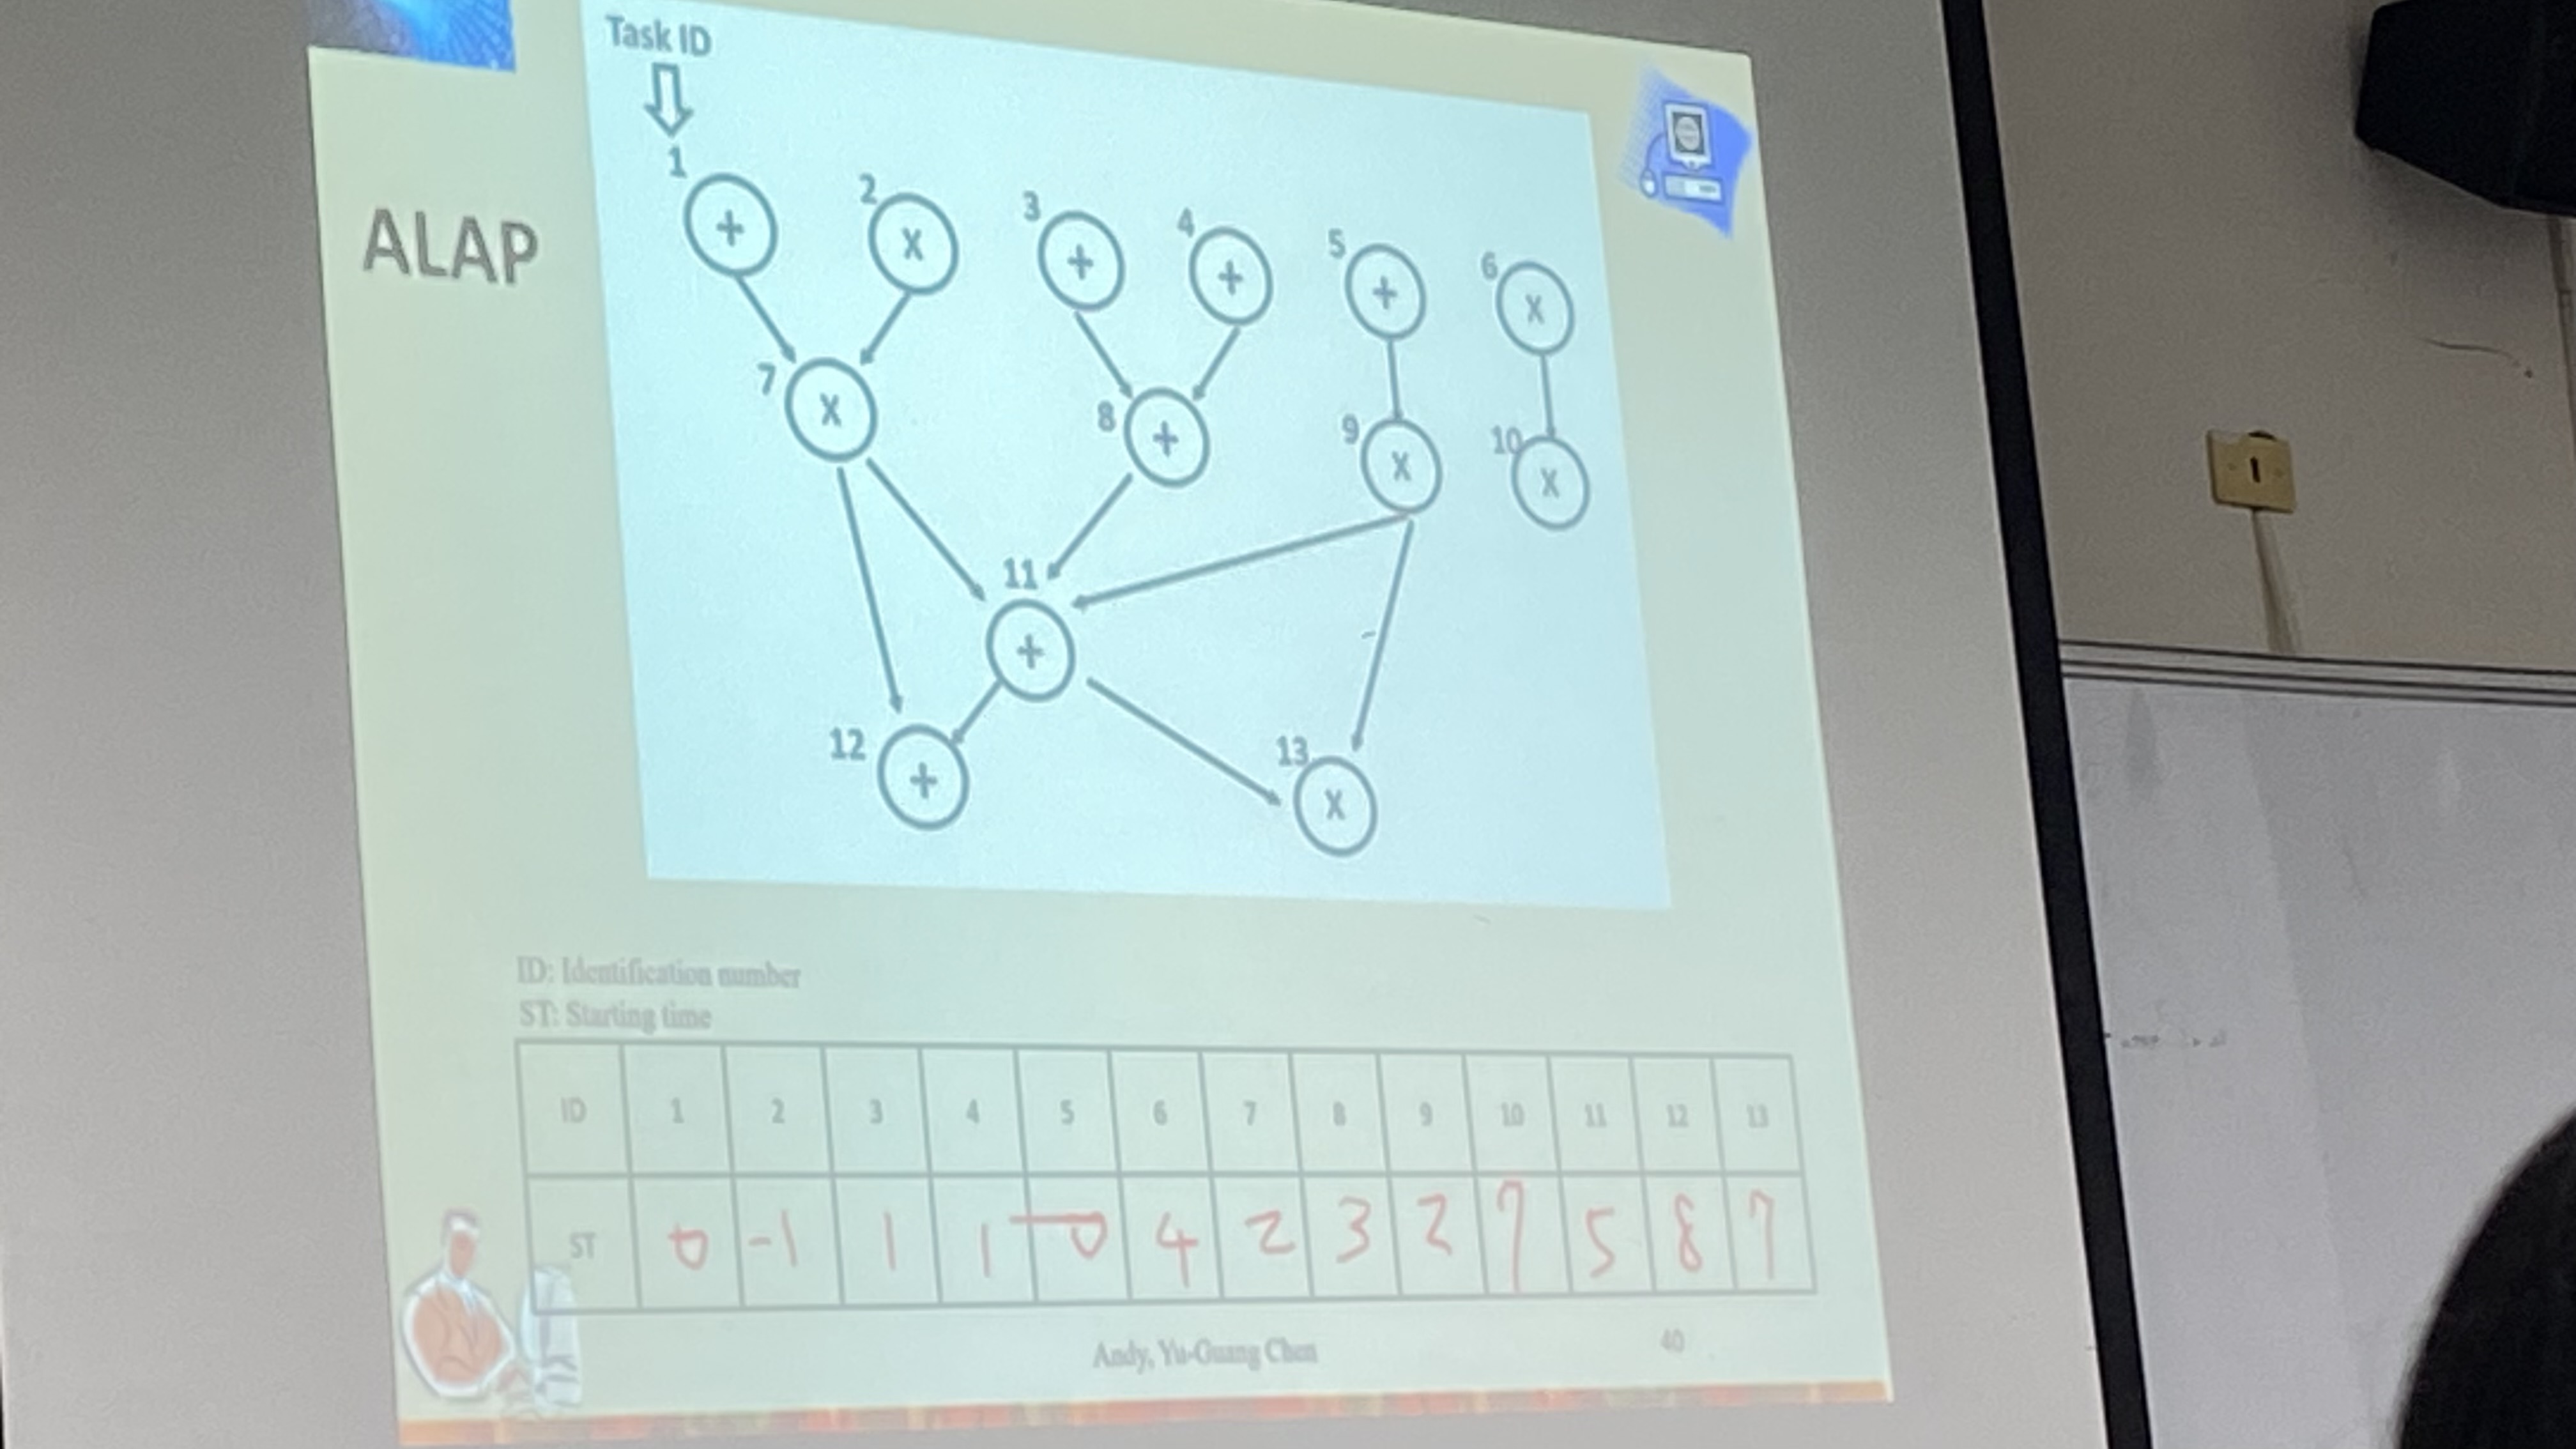 Task ID
1
2
3
4
5
6
+
X
+
+
+
X
ALAP
7
8
9
10
X
+
X
X
11
+
12
13
+
X
ID: Identification number
ST: Starting time
ID 1 2 3 4 5 6 7 8 9 10 11 12 13
ST 0 -1 1 1 0 4 2 3 2 7 5 8 7
Andy, Yu-Guang Chen
40